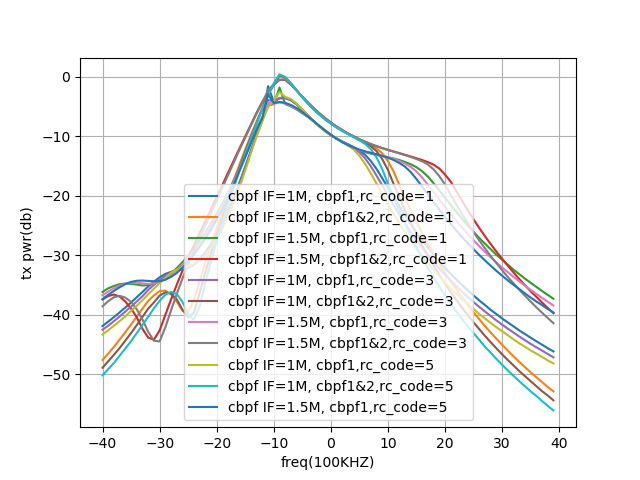 0
−10
−20
−30
−40
−50
tx pwr(db)
cbpf IF=1M, cbpf1,rc_code=1
cbpf IF=1M, cbpf1&2,rc_code=1
cbpf IF=1.5M, cbpf1,rc_code=1
cbpf IF=1.5M, cbpf1&2,rc_code=1
cbpf IF=1M, cbpf1,rc_code=3
cbpf IF=1M, cbpf1&2,rc_code=3
cbpf IF=1.5M, cbpf1,rc_code=3
cbpf IF=1.5M, cbpf1&2,rc_code=3
cbpf IF=1M, cbpf1,rc_code=5
cbpf IF=1M, cbpf1&2,rc_code=5
cbpf IF=1.5M, cbpf1,rc_code=5
−40 −30 −20 −10 0 10 20 30 40
freq(100KHZ)